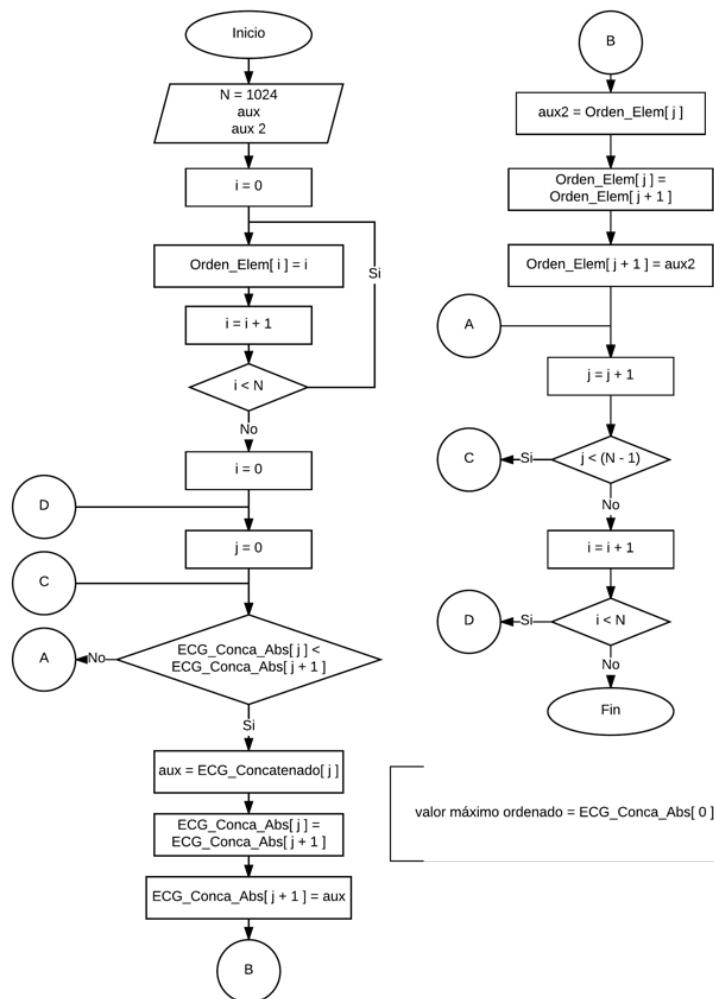 Inicio
N = 1024
aux
aux 2
i = 0
Orden_Elem[ i ] = i
Si
i = i + 1
i < N
No
i = 0
D
j = 0
C
ECG_Conca_Abs[ j ] <
ECG_Conca_Abs[ j + 1 ]
No
A
Si
aux = ECG_Concatenado[ j ]
ECG_Conca_Abs[ j ] =
ECG_Conca_Abs[ j + 1 ]
ECG_Conca_Abs[ j + 1 ] = aux
B
B
aux2 = Orden_Elem[ j ]
Orden_Elem[ j ] =
Orden_Elem[ j + 1 ]
Orden_Elem[ j + 1 ] = aux2
A
j = j + 1
j < (N - 1)
Si
C
No
i = i + 1
i < N
Si
D
No
Fin
valor máximo ordenado = ECG_Conca_Abs[ 0 ]